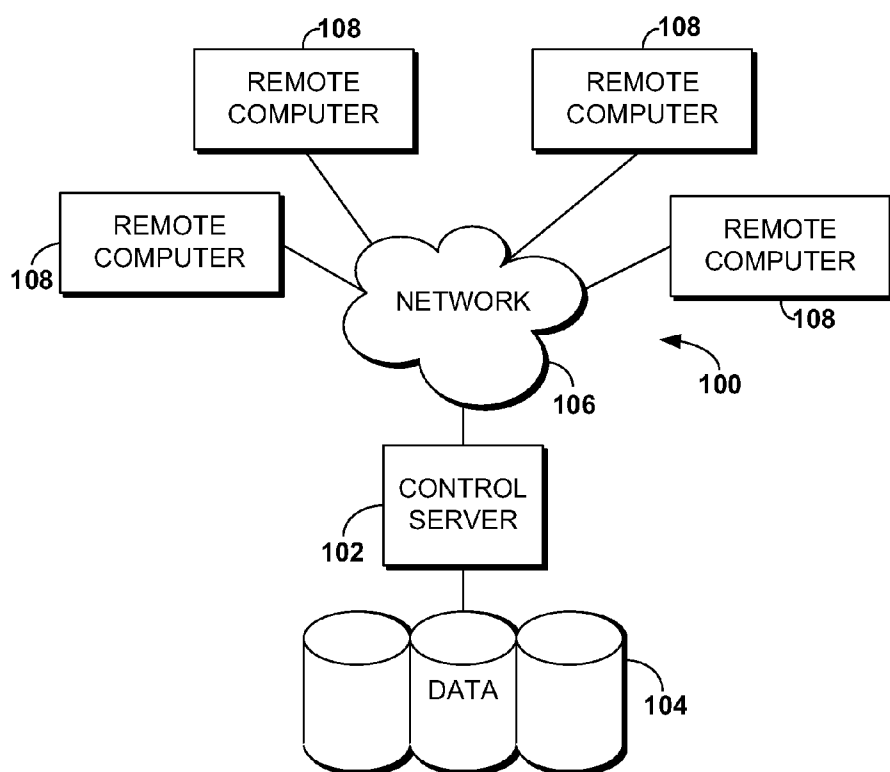 108
REMOTE
COMPUTER
108
REMOTE
COMPUTER
REMOTE
COMPUTER
108
REMOTE
COMPUTER
108
NETWORK
106
100
CONTROL
SERVER
102
DATA
104